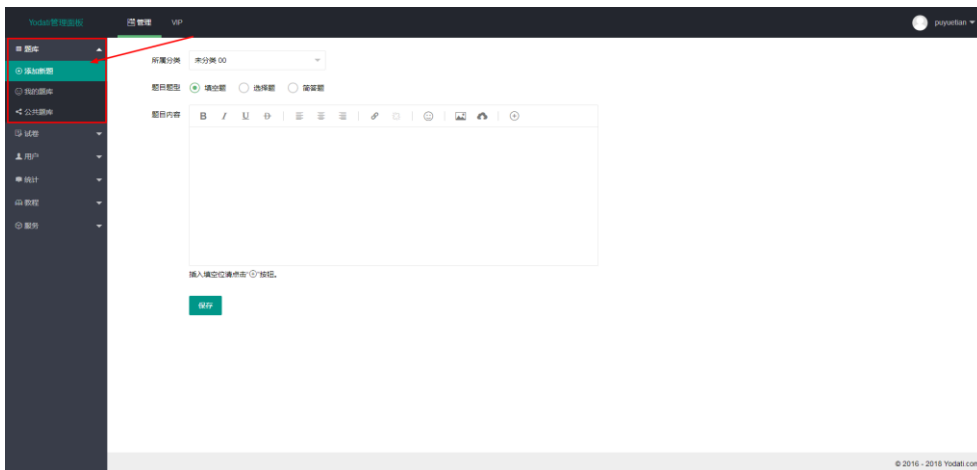 Yodati管理面板
管理 VIP
puyuetian
题库
添加新题
我的题库
公共题库
试卷
用户
统计
教程
服务
所属分类 未分类 00
题目题型 填空题 选择题 简答题
题目内容
B I U
插入填空位请点击"⊕"按钮。
保存
© 2016 - 2018 Yodati.com